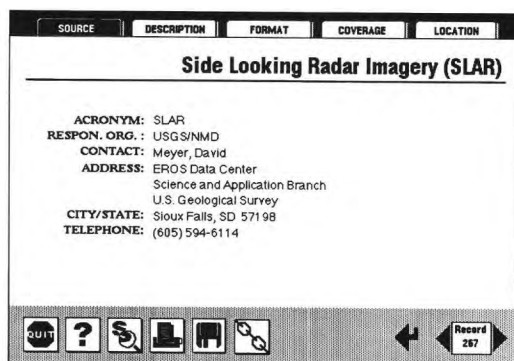 SOURCE DESCRIPTION FORMAT COVERAGE LOCATION
Side Looking Radar Imagery (SLAR)
ACRONYM: SLAR
RESPON. ORG. : USGS/NMD
CONTACT: Meyer, David
ADDRESS: EROS Data Center
Science and Application Branch
U.S. Geological Survey
CITY/STATE: Sioux Falls, SD 57198
TELEPHONE: (605) 594-6114
QUIT ? S Record
267